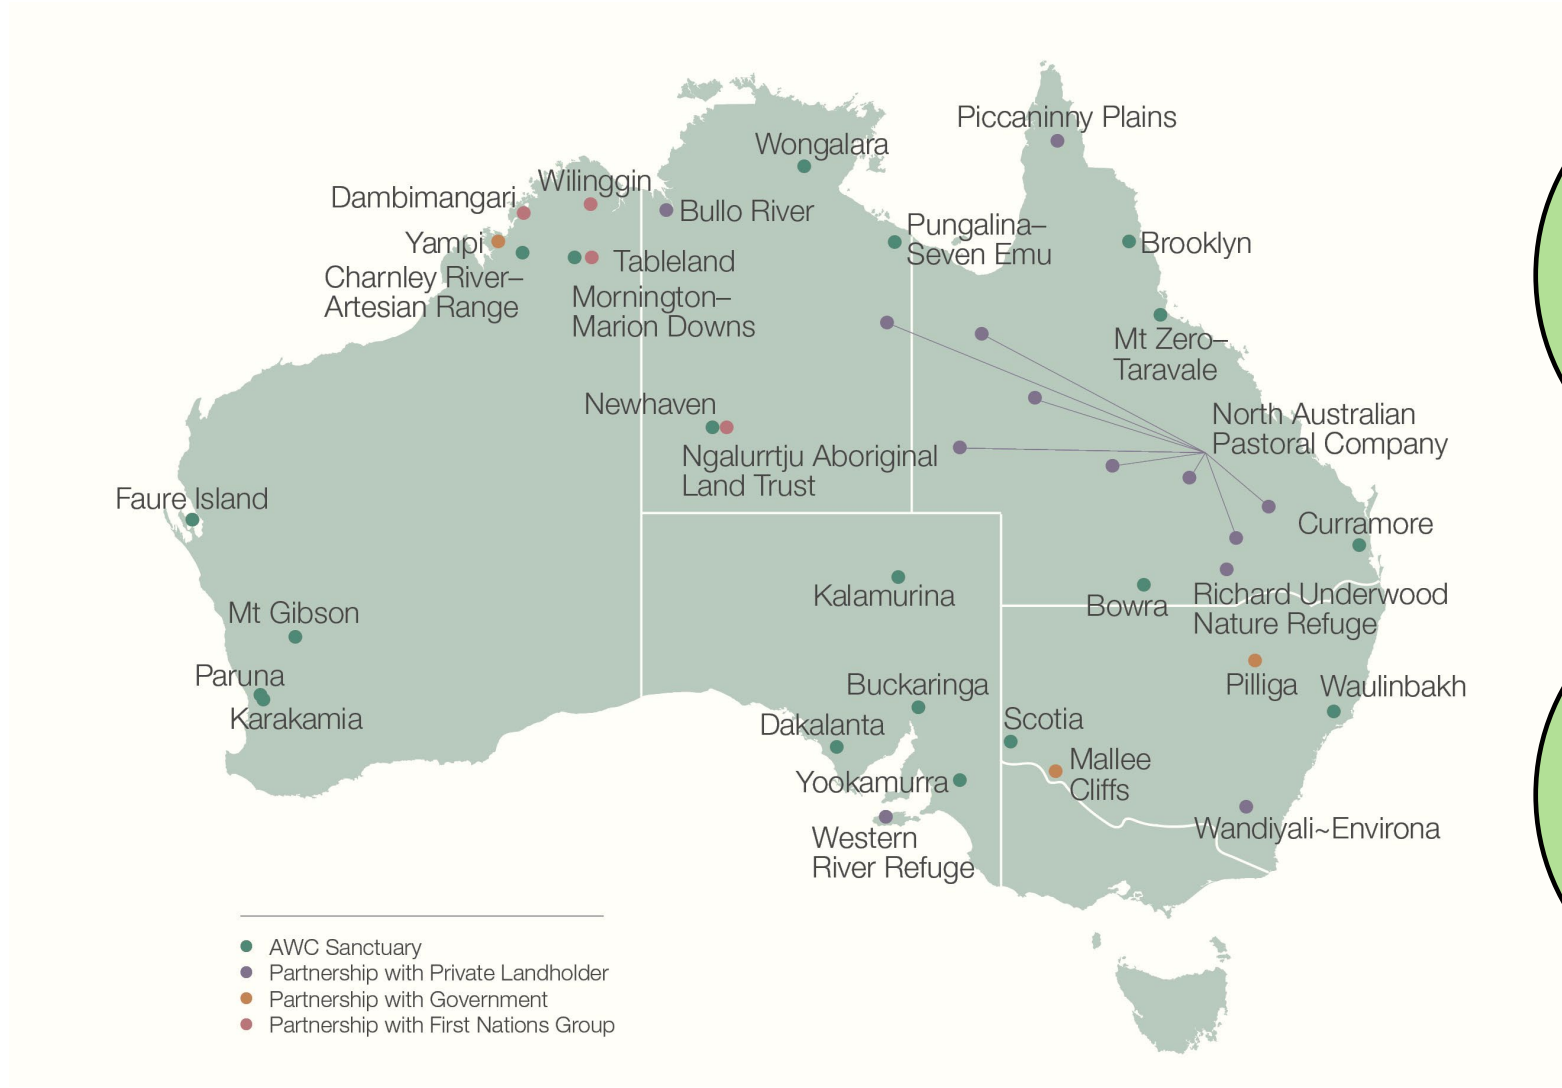 Piccaninny Plains
Wongalara
Wilinggin
Dambimangari
Bullo River
Pungalina–
Seven Emu
Yampi
Brooklyn
Tableland
Charnley River–
Artesian Range
Mornington–
Marion Downs
Mt Zero–
Taravale
Newhaven
North Australian
Pastoral Company
Ngalurrtju Aboriginal
Land Trust
Faure Island
Curramore
Kalamurina
Bowra
Richard Underwood
Nature Refuge
Mt Gibson
Paruna
Karakamia
Buckaringa
Pilliga
Waulinbakh
Dakalanta
Scotia
Mallee
Cliffs
Yookamurra
Western
River Refuge
Wandiyali~Environa
AWC Sanctuary
Partnership with Private Landholder
Partnership with Government
Partnership with First Nations Group